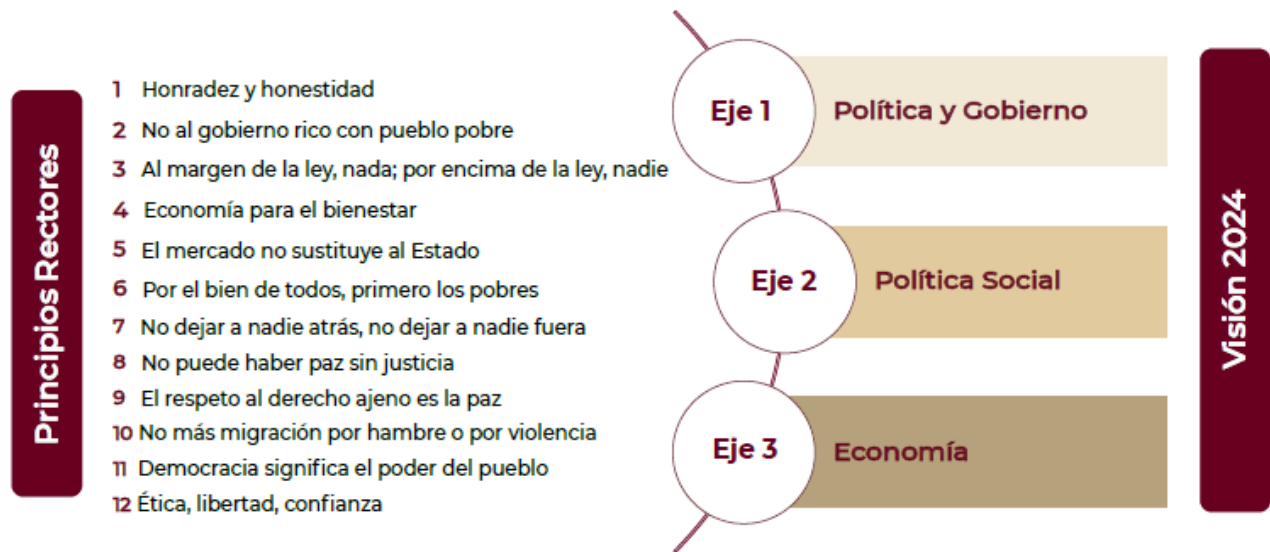 Principios Rectores
1 Honradez y honestidad
2 No al gobierno rico con pueblo pobre
3 Al margen de la ley, nada; por encima de la ley, nadie
4 Economía para el bienestar
5 El mercado no sustituye al Estado
6 Por el bien de todos, primero los pobres
7 No dejar a nadie atrás, no dejar a nadie fuera
8 No puede haber paz sin justicia
9 El respeto al derecho ajeno es la paz
10 No más migración por hambre o por violencia
11 Democracia significa el poder del pueblo
12 Ética, libertad, confianza
Eje 1 Política y Gobierno
Eje 2 Política Social
Eje 3 Economía
Visión 2024